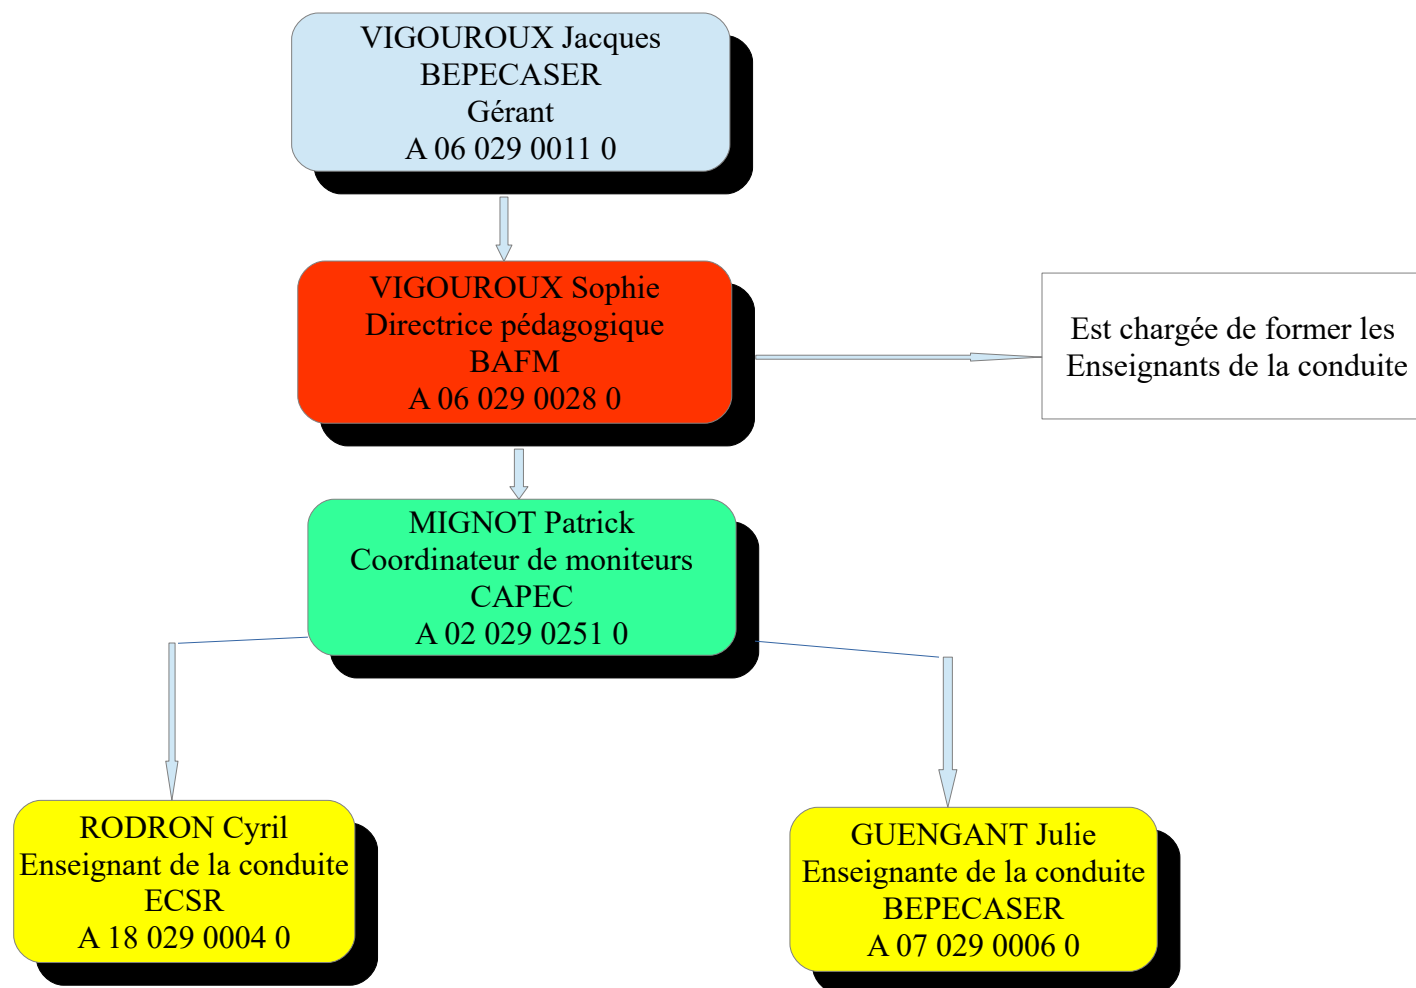 VIGOUROUX Jacques
BEPECASER
Gérant
A 06 029 0011 0
VIGOUROUX Sophie
Directrice pédagogique
BAFM
A 06 029 0028 0
Est chargée de former les
Enseignants de la conduite
MIGNOT Patrick
Coordinateur de moniteurs
CAPEC
A 02 029 0251 0
RODRON Cyril
Enseignant de la conduite
ECSR
A 18 029 0004 0
GUENGANT Julie
Enseignante de la conduite
BEPECASER
A 07 029 0006 0